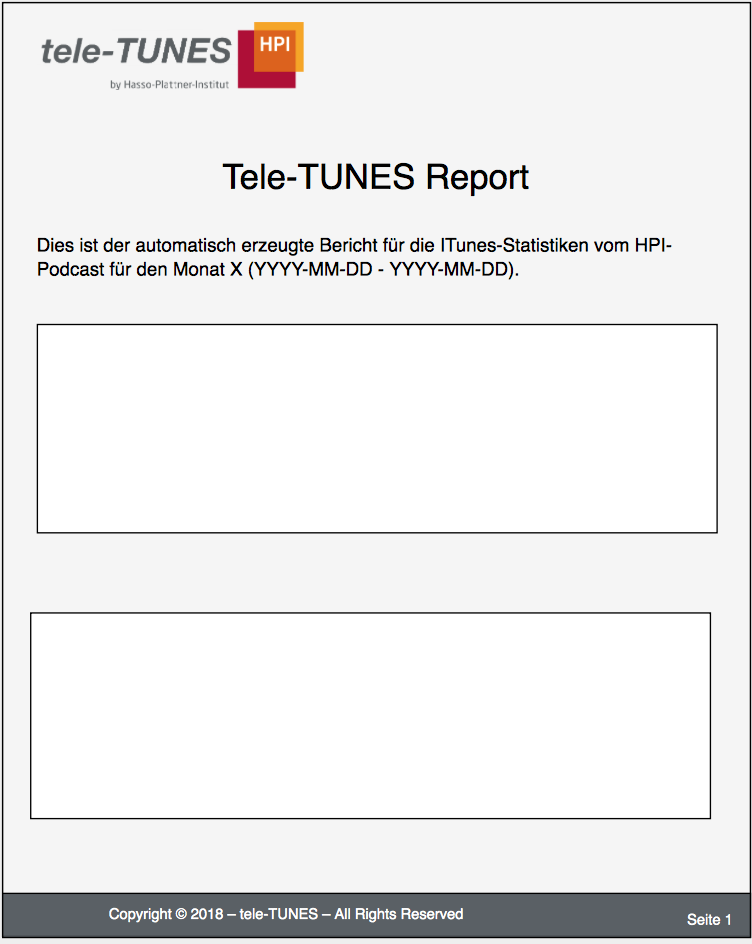 tele-TUNES
HPI
by Hasso-Plattner-Institut
Tele-TUNES Report
Dies ist der automatisch erzeugte Bericht für die ITunes-Statistiken vom HPI-
Podcast für den Monat X (YYYY-MM-DD - YYYY-MM-DD).
Copyright © 2018 – tele-TUNES – All Rights Reserved
Seite 1